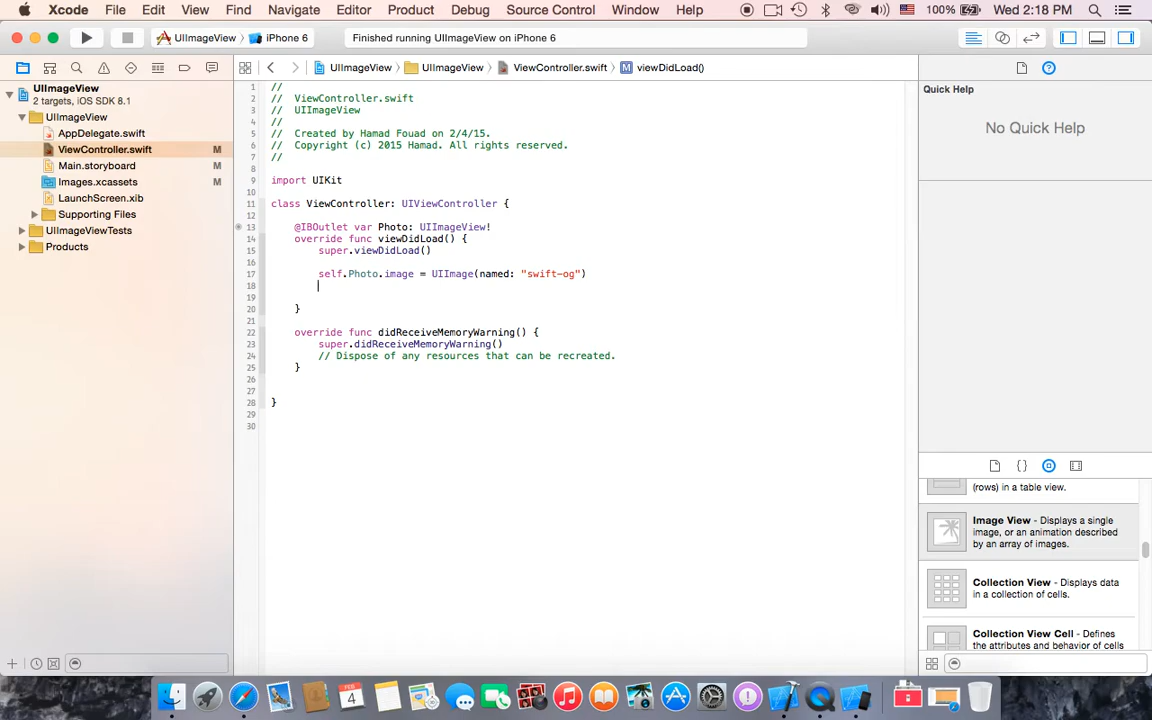 Xcode File Edit View Find Navigate Editor Product Debug Source Control Window Help 100% Wed 2:18 PM
UIImageView iPhone 6 Finished running UIImageView on iPhone 6
UIImageView UIImageView ViewController.swift M viewDidLoad()
UIImageView
2 targets, iOS SDK 8.1
UIImageView
AppDelegate.swift
ViewController.swift M
Main.storyboard
Images.xcassets M
LaunchScreen.xib
Supporting Files
UIImageViewTests
Products
1 //
2 // ViewController.swift
3 // UIImageView
4 //
5 // Created by Hamad Fouad on 2/4/15.
6 // Copyright (c) 2015 Hamad. All rights reserved.
7 //
8
9 import UIKit
10
11 class ViewController: UIViewController {
12
13 @IBOutlet var Photo: UIImageView!
14 override func viewDidLoad() {
15 super.viewDidLoad()
16
17 self.Photo.image = UIImage(named: "swift-og")
18
19
20 }
21
22 override func didReceiveMemoryWarning() {
23 super.didReceiveMemoryWarning()
24 // Dispose of any resources that can be recreated.
25 }
26
27
28 }
29
30
Quick Help
No Quick Help
(rows) in a table view.
Image View - Displays a single
image, or an animation described
by an array of images.
Collection View - Displays data
in a collection of cells.
Collection View Cell - Defines
the attributes and behavior of cells
FEB
4